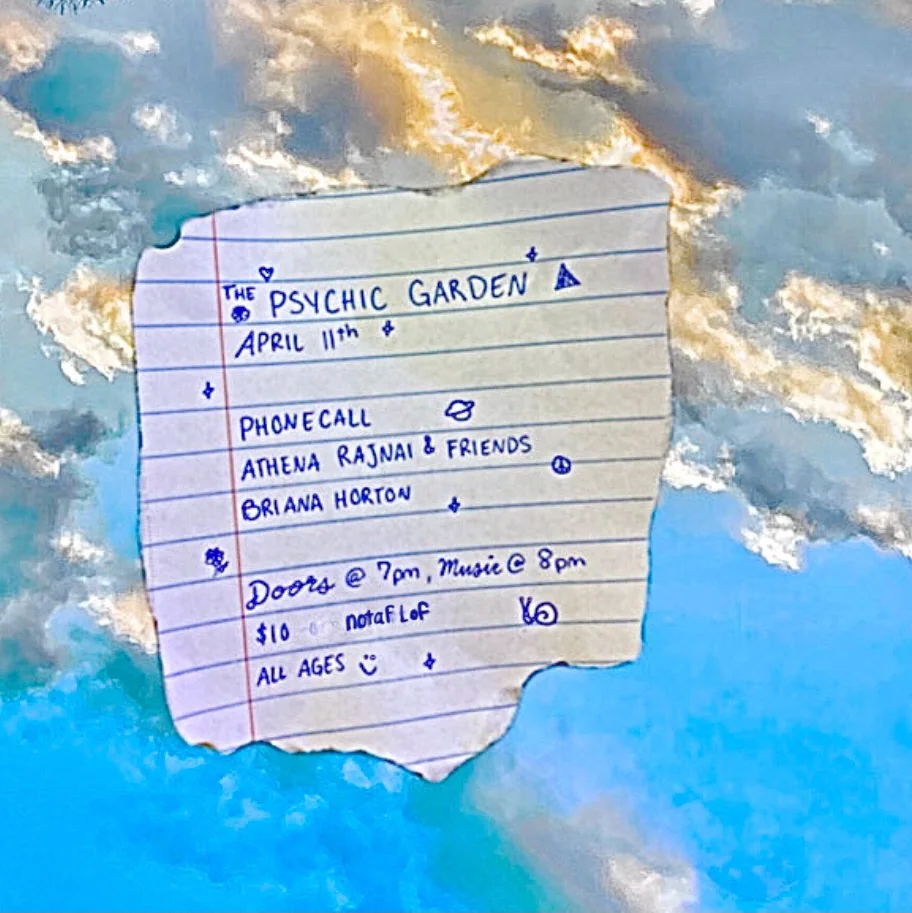 THE PSYCHIC GARDEN
APRIL 11th
PHONECALL
ATHENA RAJNAI & FRIENDS
BRIANA HORTON
Doors @ 7pm, Music @ 8pm
$10 notaflof
ALL AGES